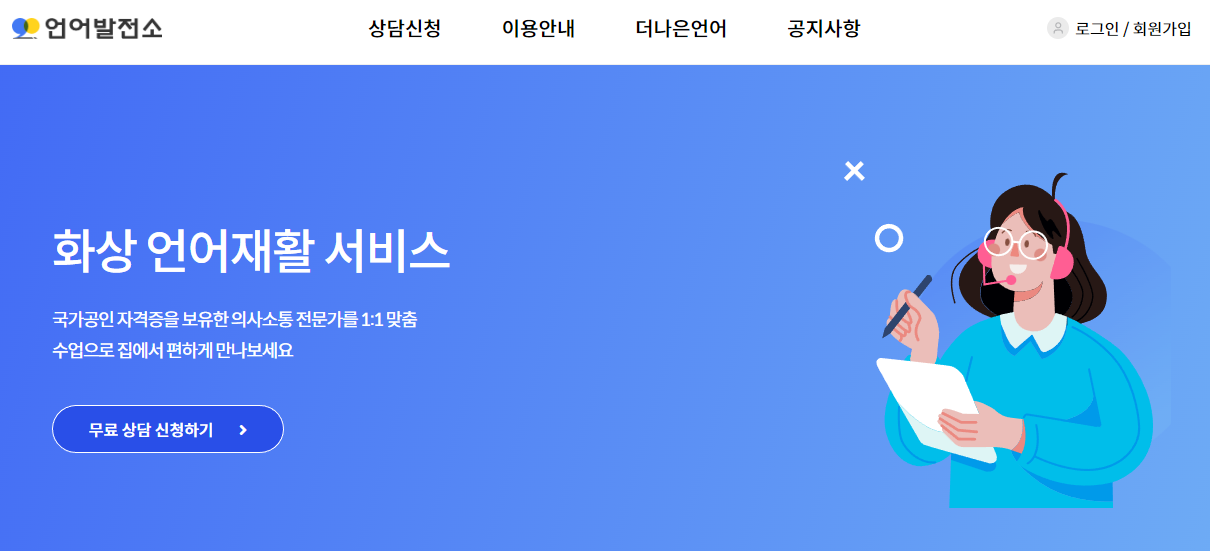 언어발전소
상담신청
이용안내
더나은언어
공지사항
로그인 / 회원가입
화상 언어재활 서비스
국가공인 자격증을 보유한 의사소통 전문가를 1:1 맞춤
수업으로 집에서 편하게 만나보세요
무료 상담 신청하기